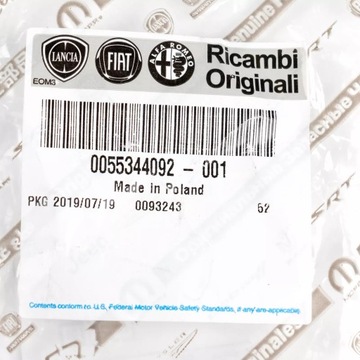 LANCIA FIAT ALFA ROMEO
EOM3
Ricambi
Originali
0055344092 - 001
Made in Poland
PKG 2019/07/19 0093243 62
Contents conform to U.S. Federal Motor Vehicle Safety Standards, if any are applicable